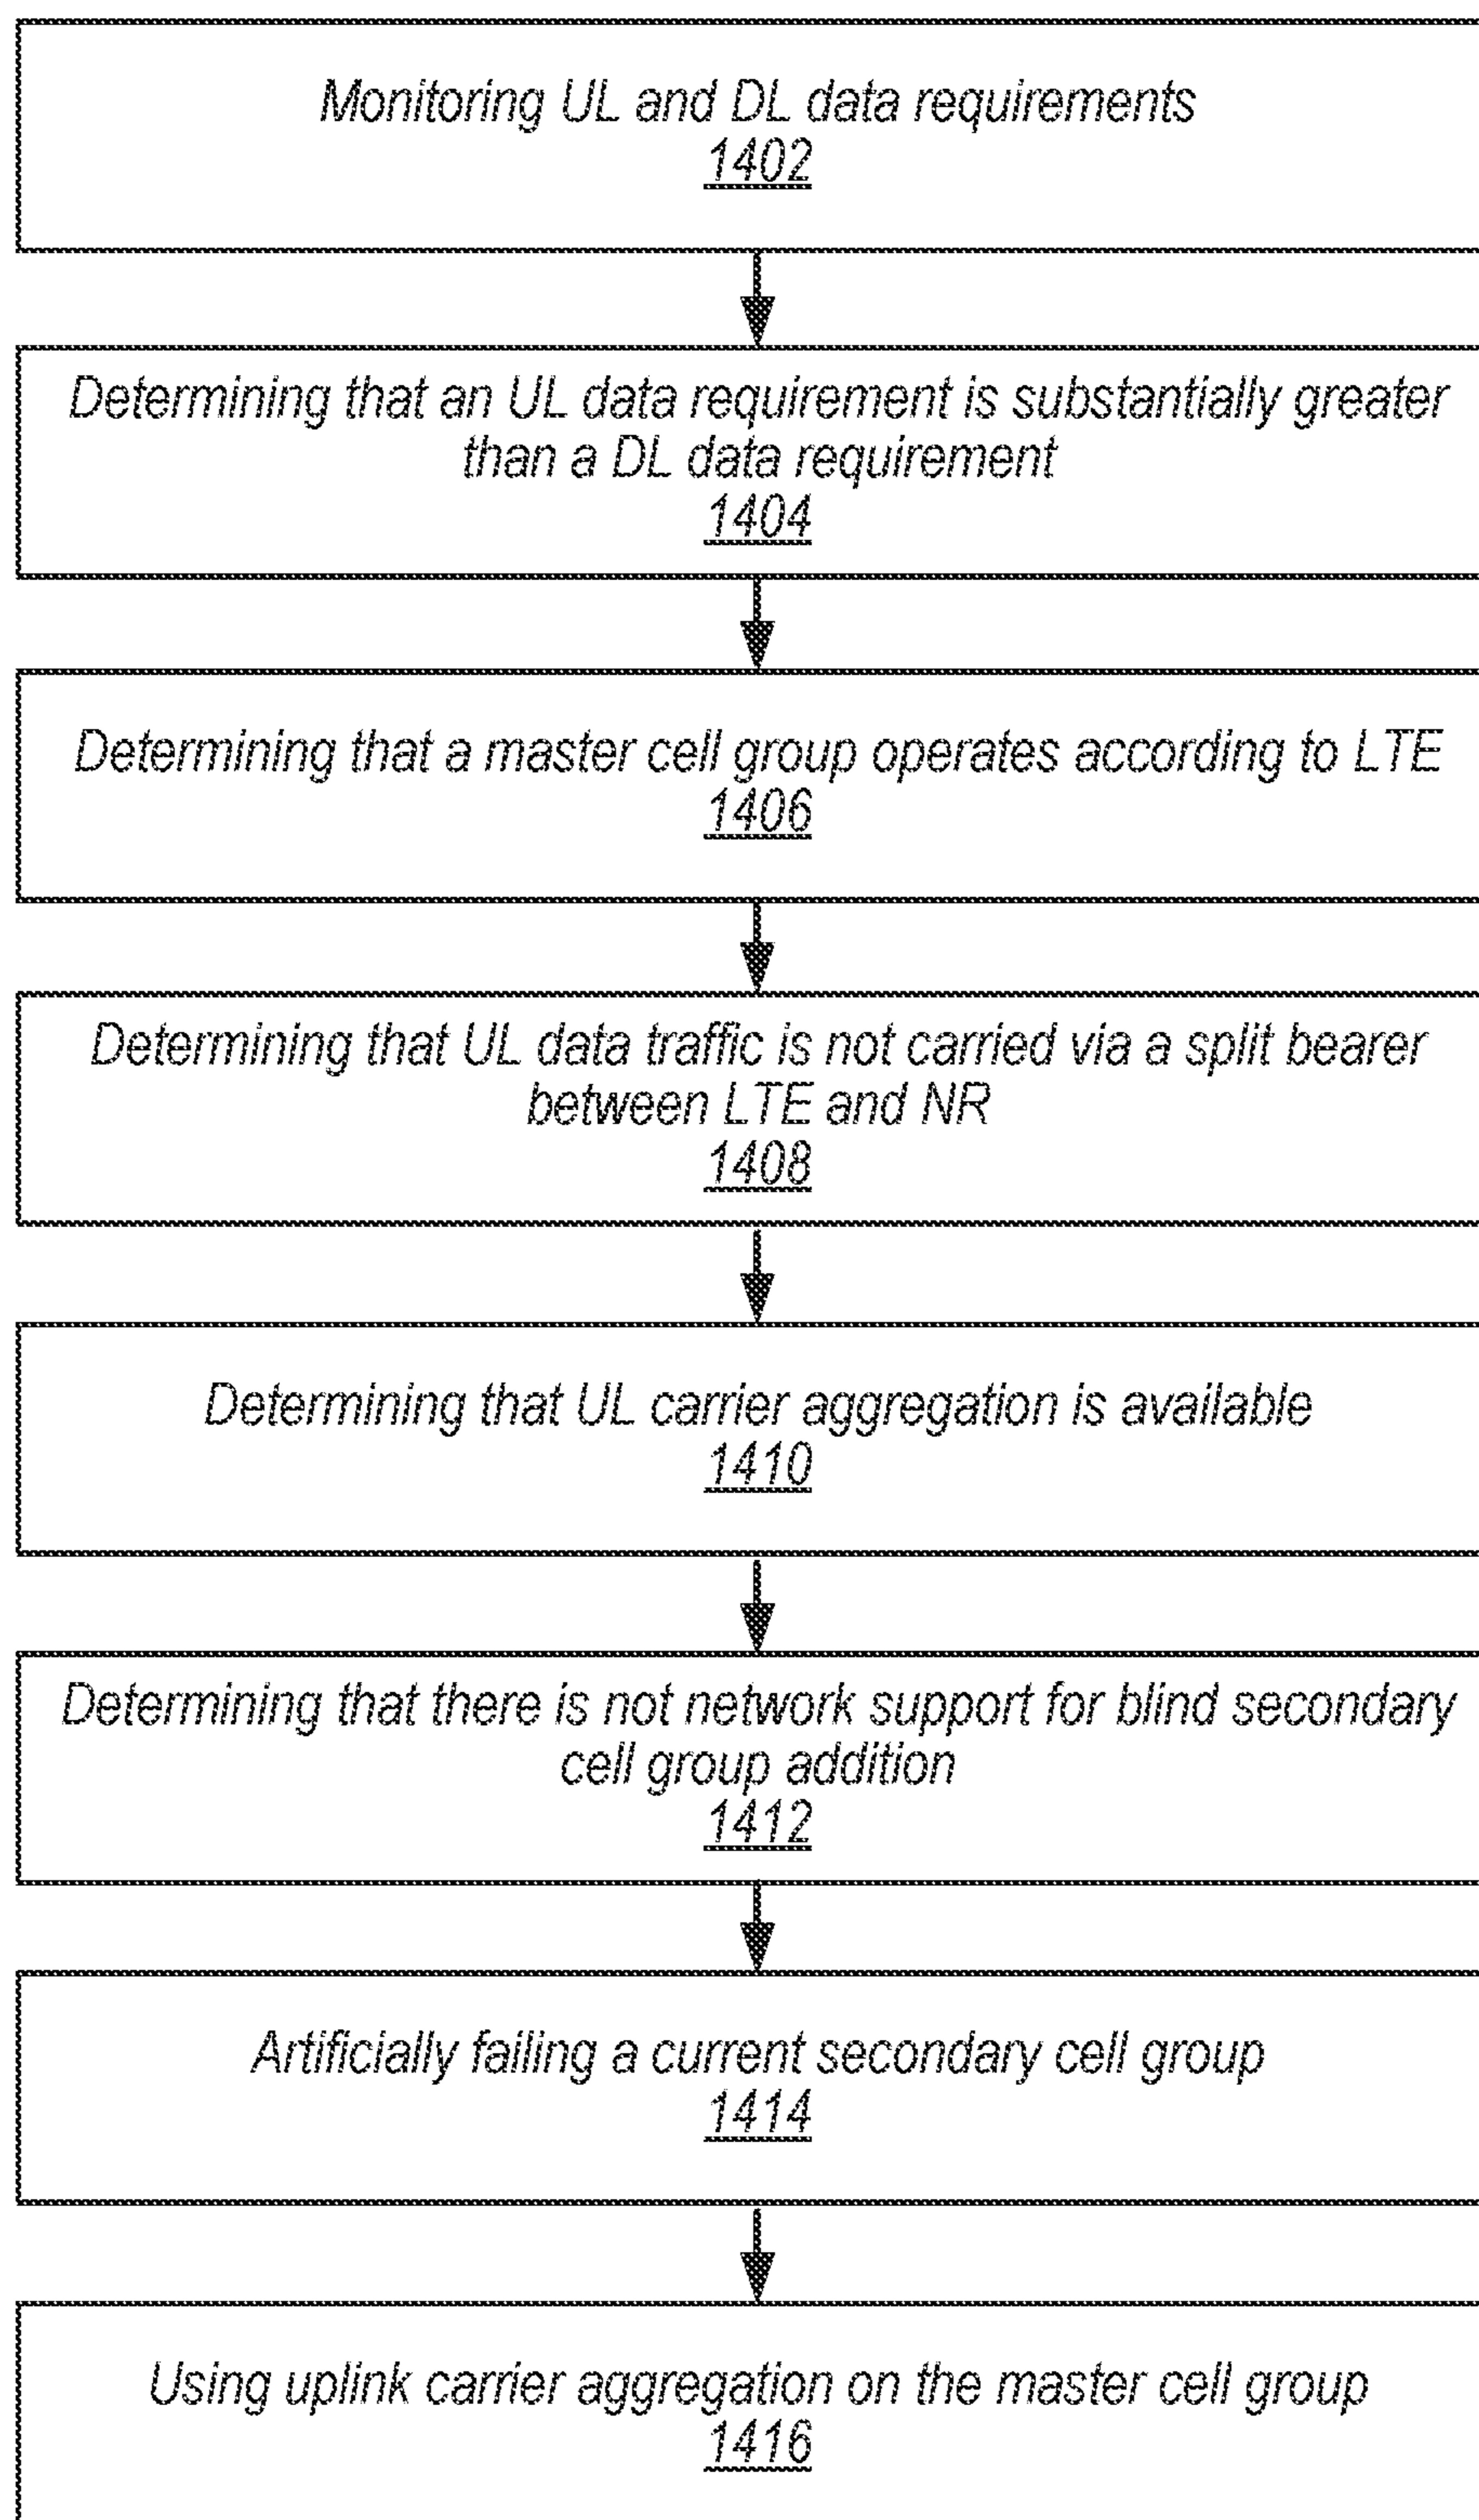 Monitoring UL and DL data requirements
1402
Determining that an UL data requirement is substantially greater
than a DL data requirement
1404
Determining that a master cell group operates according to LTE
1406
Determining that UL data traffic is not carried via a split bearer
between LTE and NR
1408
Determining that UL carrier aggregation is available
1410
Determining that there is not network support for blind secondary
cell group addition
1412
Artificially failing a current secondary cell group
1414
Using uplink carrier aggregation on the master cell group
1416